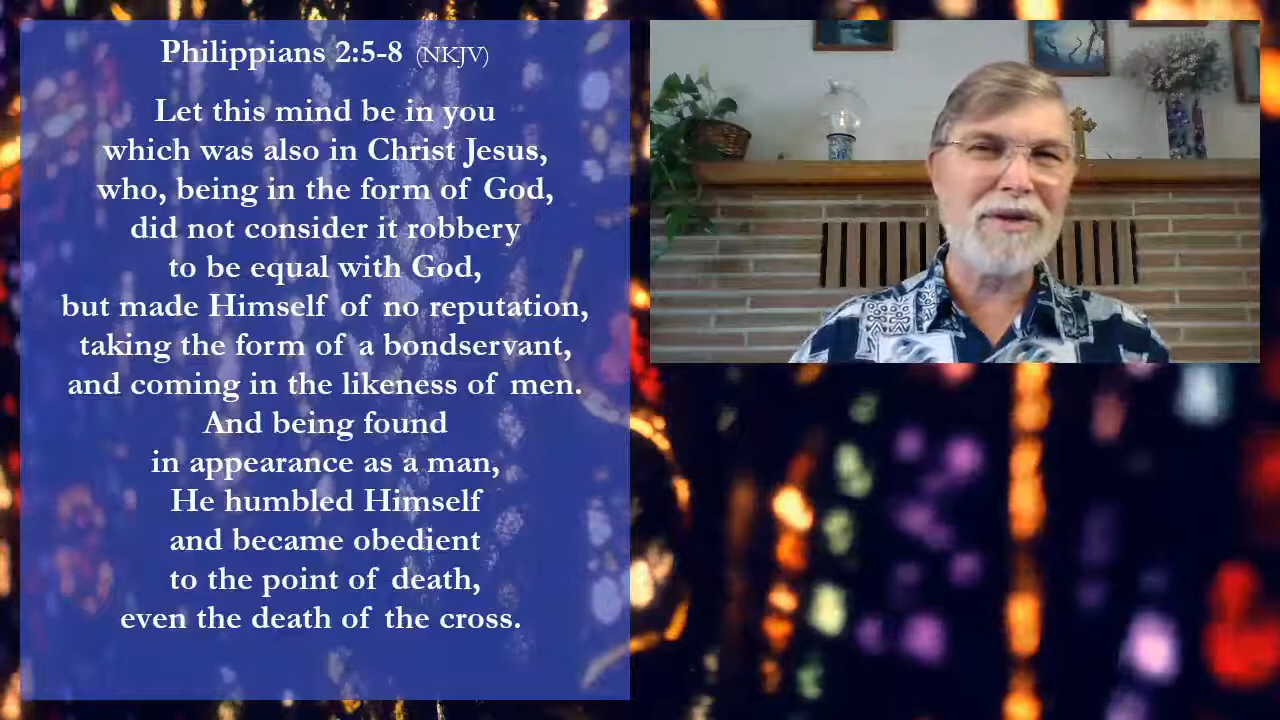 Philippians 2:5-8 (NKJV)
Let this mind be in you
which was also in Christ Jesus,
who, being in the form of God,
did not consider it robbery
to be equal with God,
but made Himself of no reputation,
taking the form of a bondservant,
and coming in the likeness of men.
And being found
in appearance as a man,
He humbled Himself
and became obedient
to the point of death,
even the death of the cross.